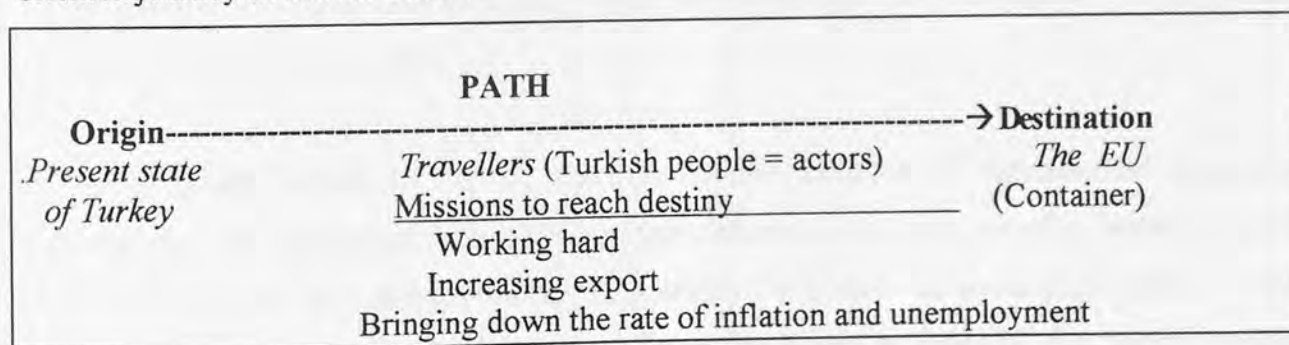 PATH
Origin----------------------------------------------------------------------→Destination
Present state Travellers (Turkish people = actors) The EU
of Turkey Missions to reach destiny (Container)
Working hard
Increasing export
Bringing down the rate of inflation and unemployment